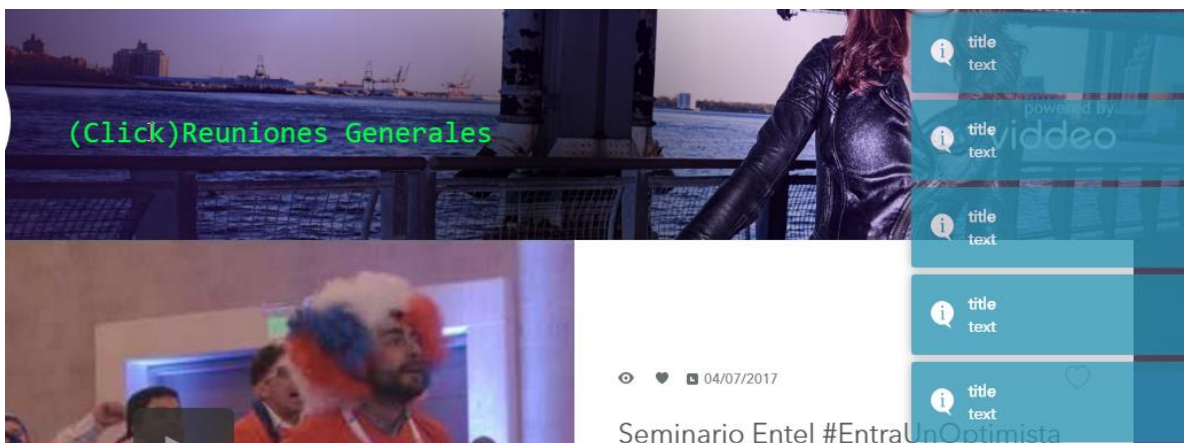 title
text
powered by
(Click)Reuniones Generales
title
viddeo
text
title
text
title
text
04/07/2017
title
Seminario Entel #EntraUnOptimista
text